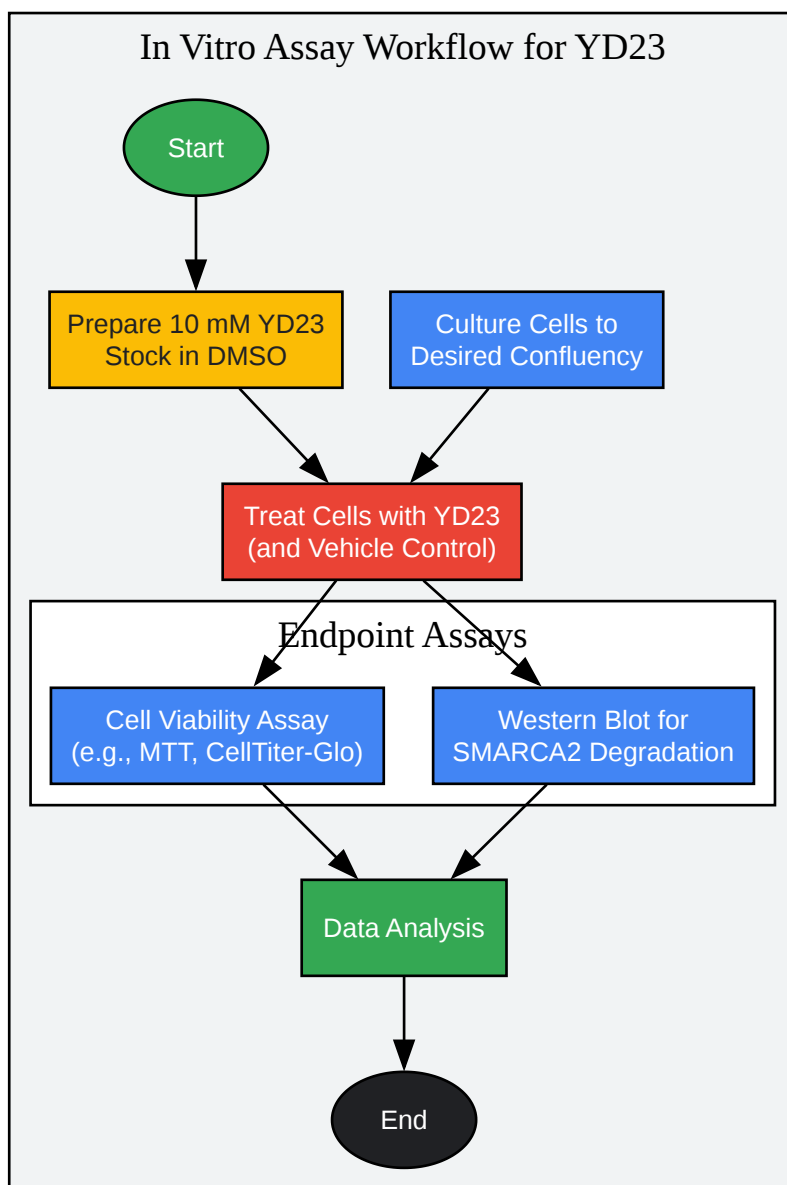 In Vitro Assay Workflow for YD23
Start
Prepare 10 mM YD23
Stock in DMSO
Culture Cells to
Desired Confluency
Treat Cells with YD23
(and Vehicle Control)
Endpoint Assays
Cell Viability Assay
(e.g., MTT, CellTiter-Glo)
Western Blot for
SMARCA2 Degradation
Data Analysis
End